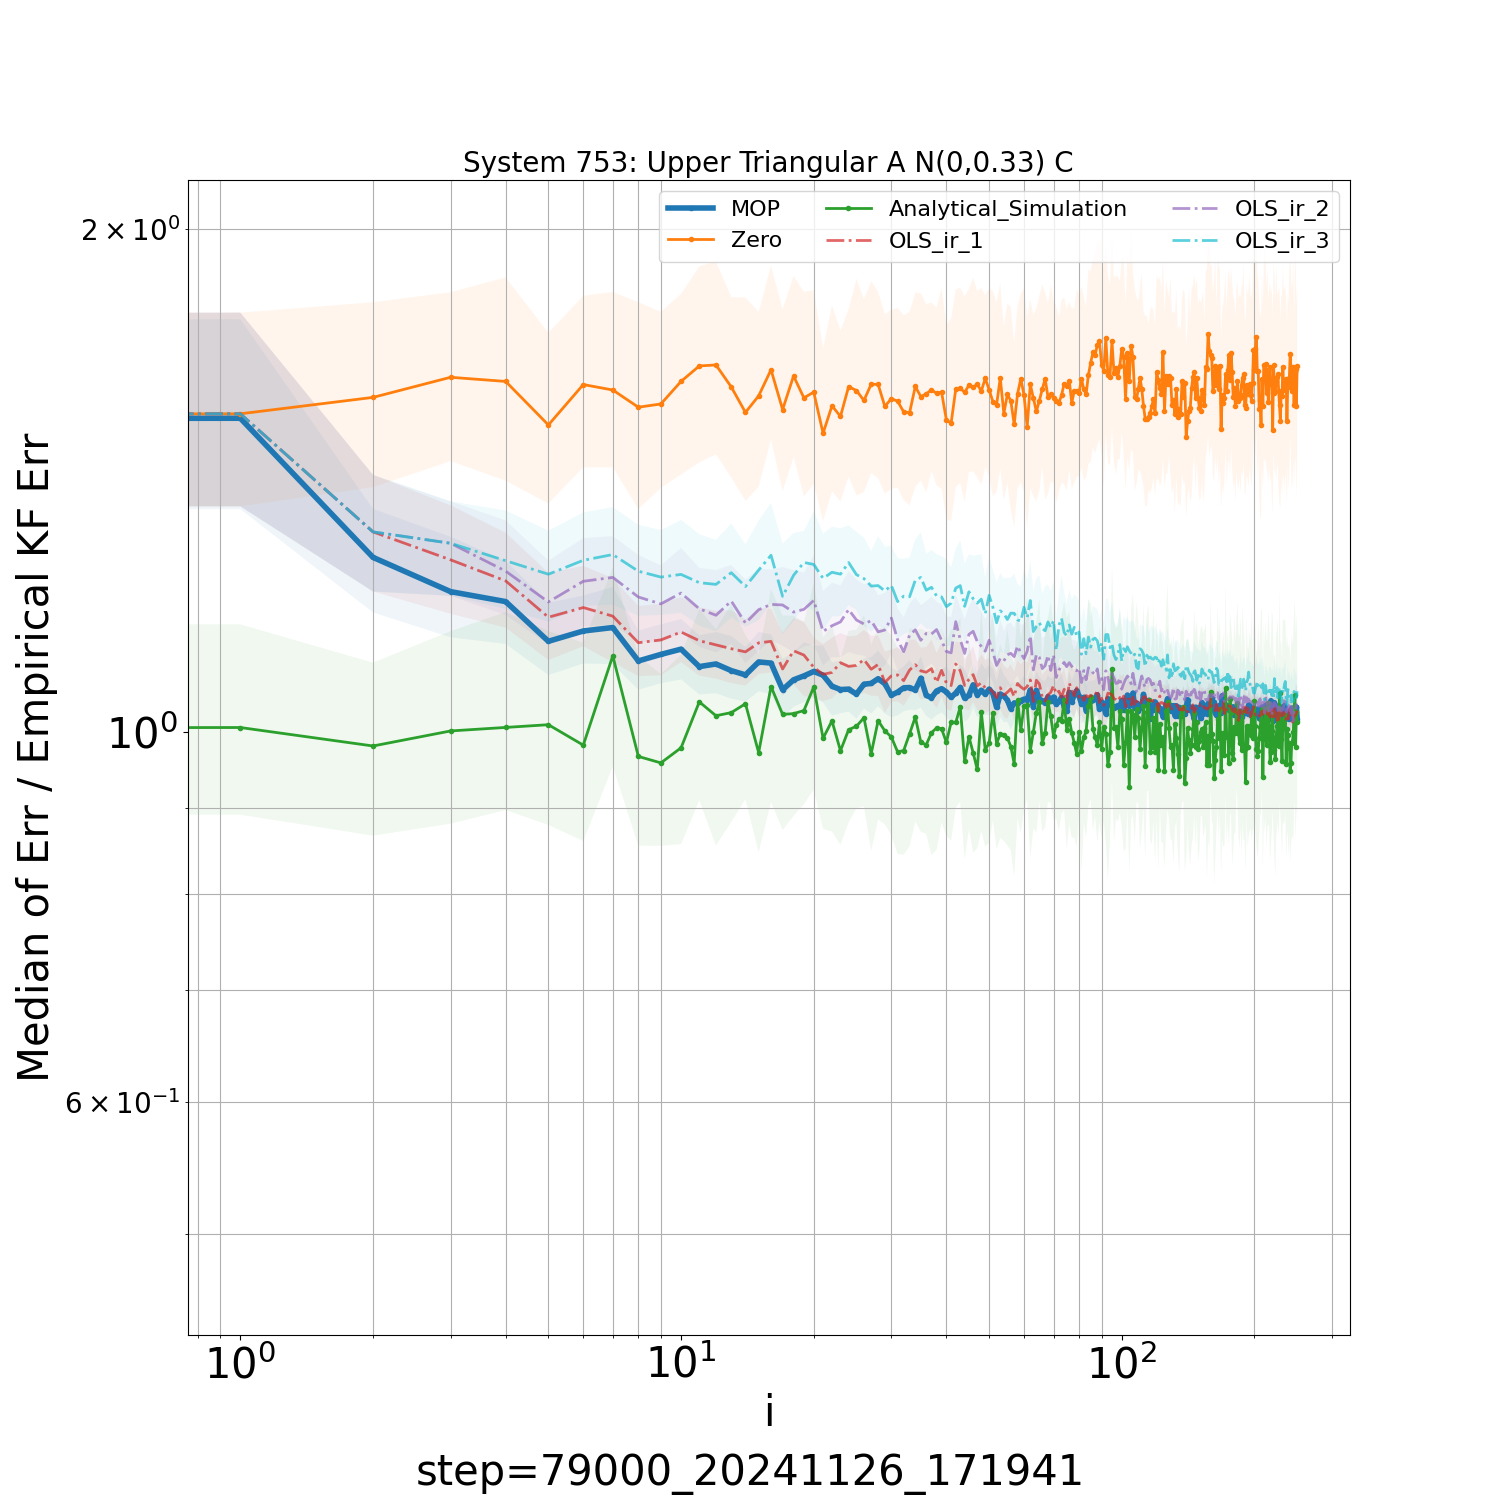 System 753: Upper Triangular A N(0,0.33) C
MOP
Zero
Analytical_Simulation
OLS_ir_1
OLS_ir_2
OLS_ir_3
2 × 10⁰
10⁰
6 × 10⁻¹
Median of Err / Empirical KF Err
10⁰ 10¹ 10²
i
step=79000_20241126_171941